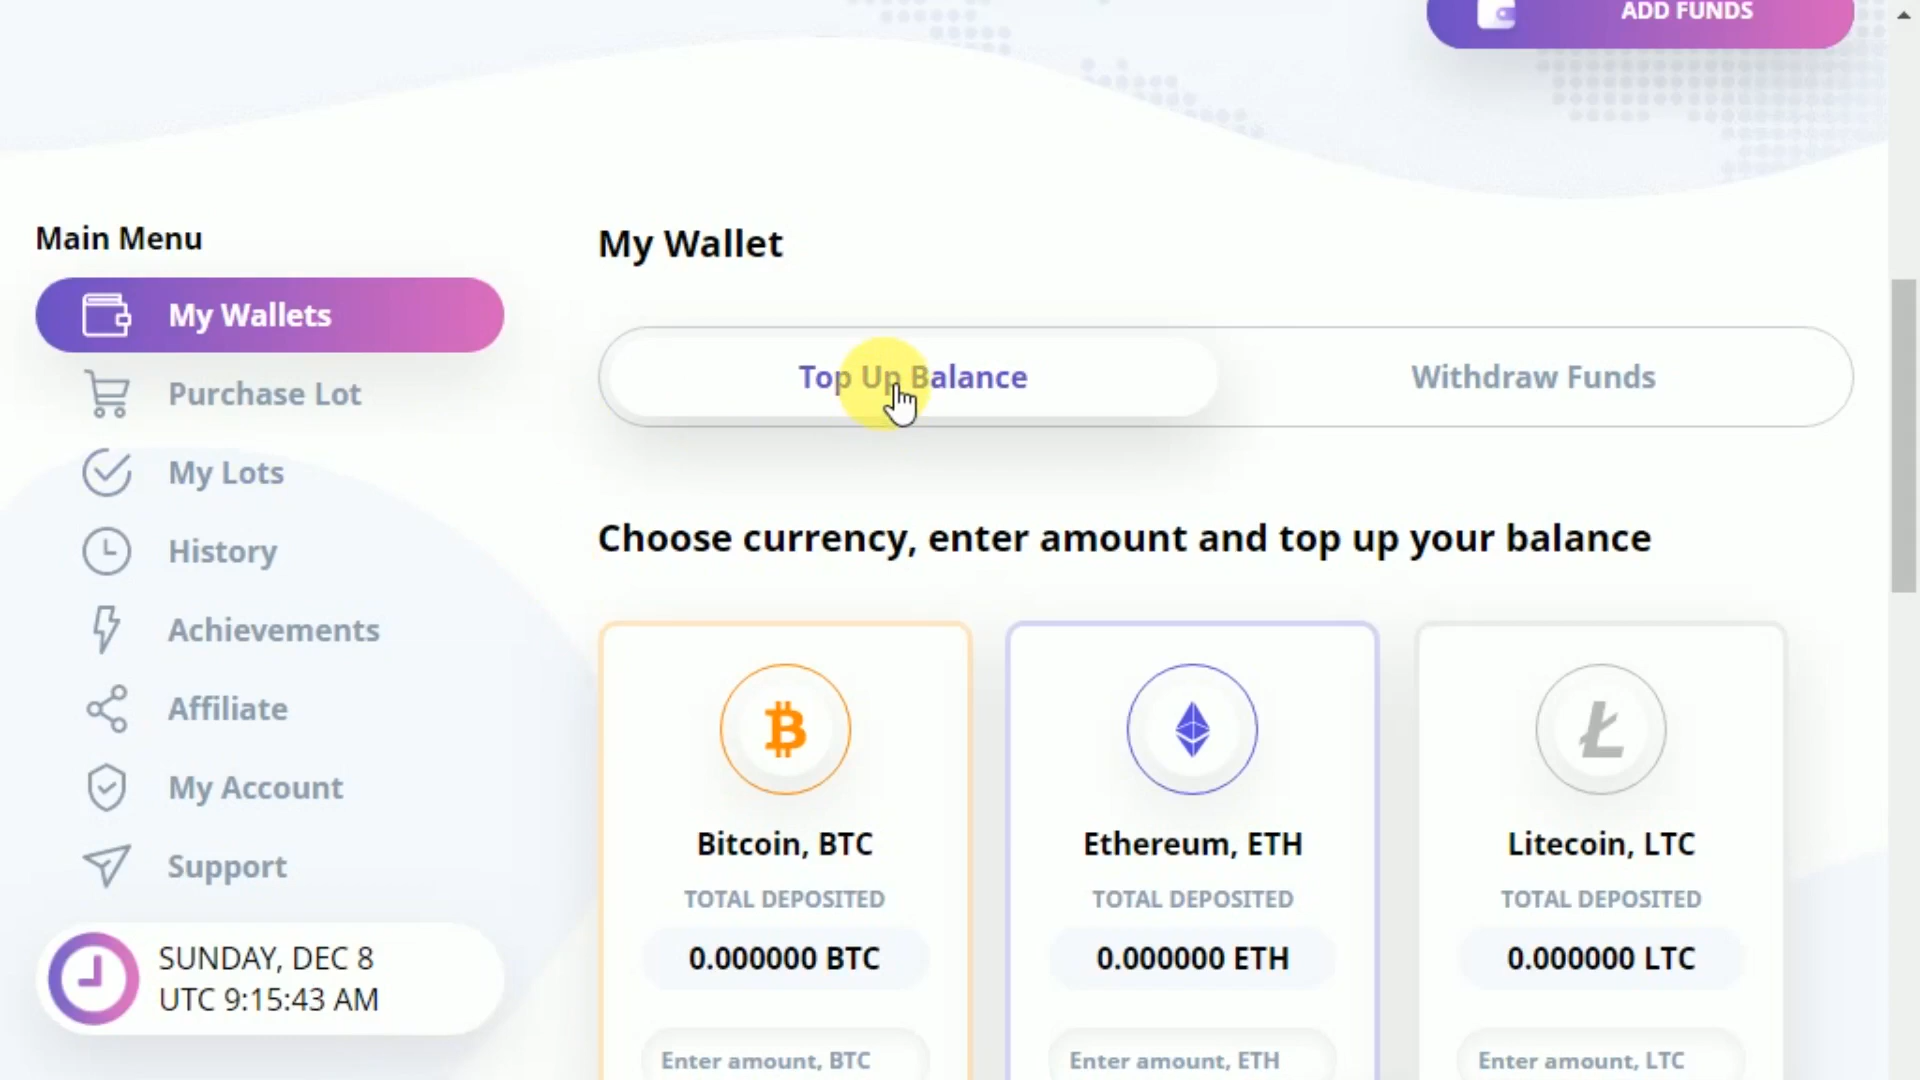 ADD FUNDS
Main Menu
My Wallets
Purchase Lot
My Lots
History
Achievements
Affiliate
My Account
Support
SUNDAY, DEC 8
UTC 9:15:43 AM
My Wallet
Top Up Balance
Withdraw Funds
Choose currency, enter amount and top up your balance
Bitcoin, BTC
TOTAL DEPOSITED
0.000000 BTC
Enter amount, BTC
Ethereum, ETH
TOTAL DEPOSITED
0.000000 ETH
Enter amount, ETH
Litecoin, LTC
TOTAL DEPOSITED
0.000000 LTC
Enter amount, LTC